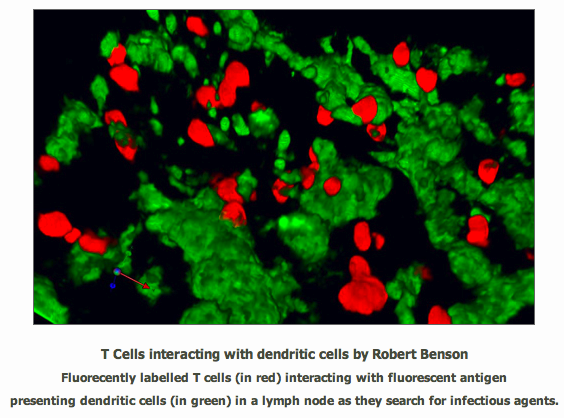 T Cells interacting with dendritic cells by Robert Benson
Fluorecently labelled T cells (in red) interacting with fluorescent antigen
presenting dendritic cells (in green) in a lymph node as they search for infectious agents.